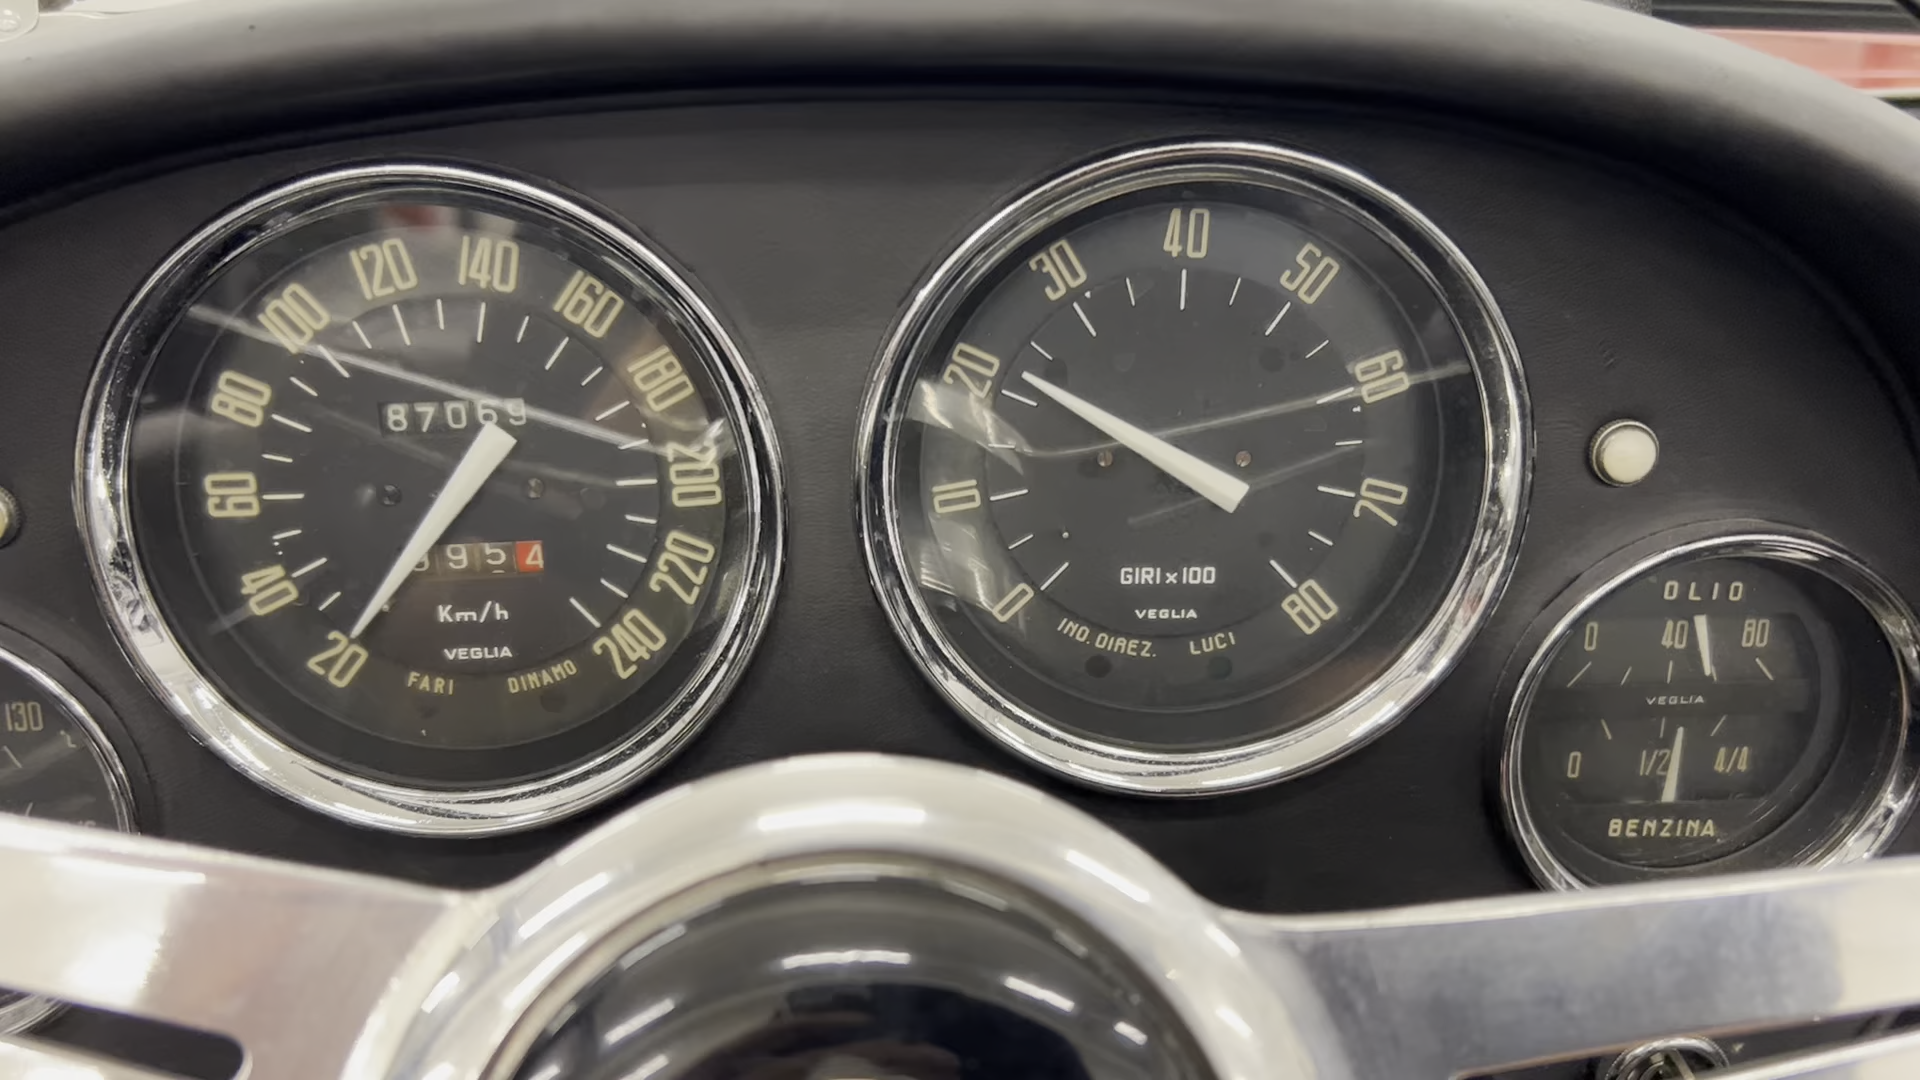 20 40 60 80 100 120 140 160 180 200 220 240
87069
954
Km/h
VEGLIA
FARI DINAMO
0 10 20 30 40 50 60 70 80
GIRIx100
VEGLIA
IND. DIREZ. LUCI
OLIO
0 40 80
VEGLIA
0 1/2 4/4
BENZINA
130